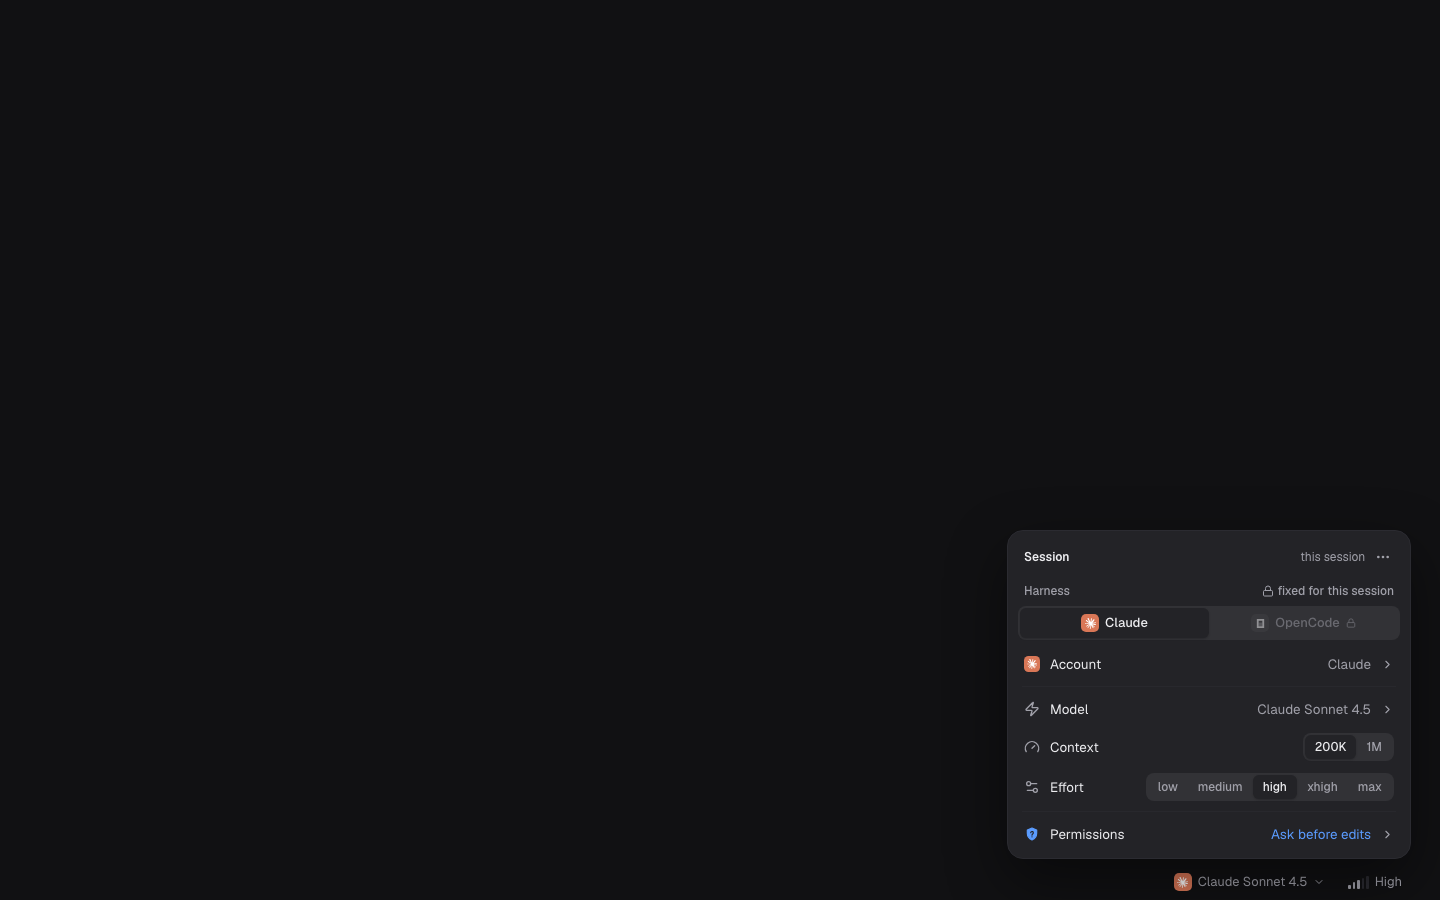 Session this session
Harness fixed for this session
Claude OpenCode
Account Claude
Model Claude Sonnet 4.5
Context 200K 1M
Effort low medium high xhigh max
Permissions Ask before edits
Claude Sonnet 4.5 High